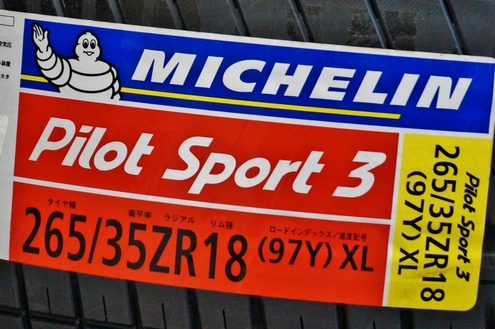 MICHELIN
Pilot Sport 3
タイヤ幅 偏平率 ラジアル リム径 ロードインデックス／速度記号
265/35ZR18 (97Y) XL
Pilot Sport 3
265/35ZR18
(97Y) XL